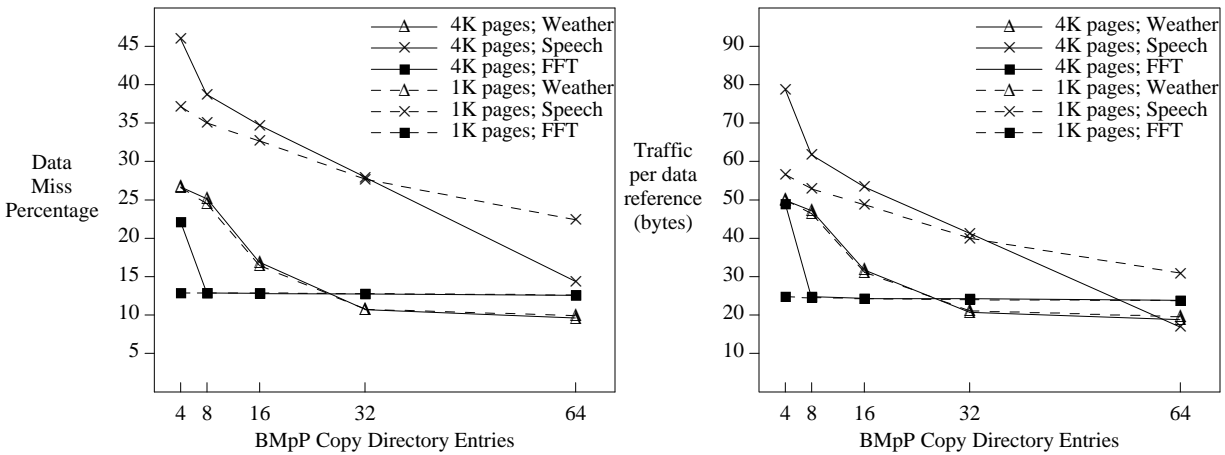 45
40
35
30
25
20
15
10
5
Data
Miss
Percentage
4K pages; Weather
4K pages; Speech
4K pages; FFT
1K pages; Weather
1K pages; Speech
1K pages; FFT
4 8 16 32 64
BMpP Copy Directory Entries
90
80
70
60
50
40
30
20
10
Traffic
per data
reference
(bytes)
4K pages; Weather
4K pages; Speech
4K pages; FFT
1K pages; Weather
1K pages; Speech
1K pages; FFT
4 8 16 32 64
BMpP Copy Directory Entries